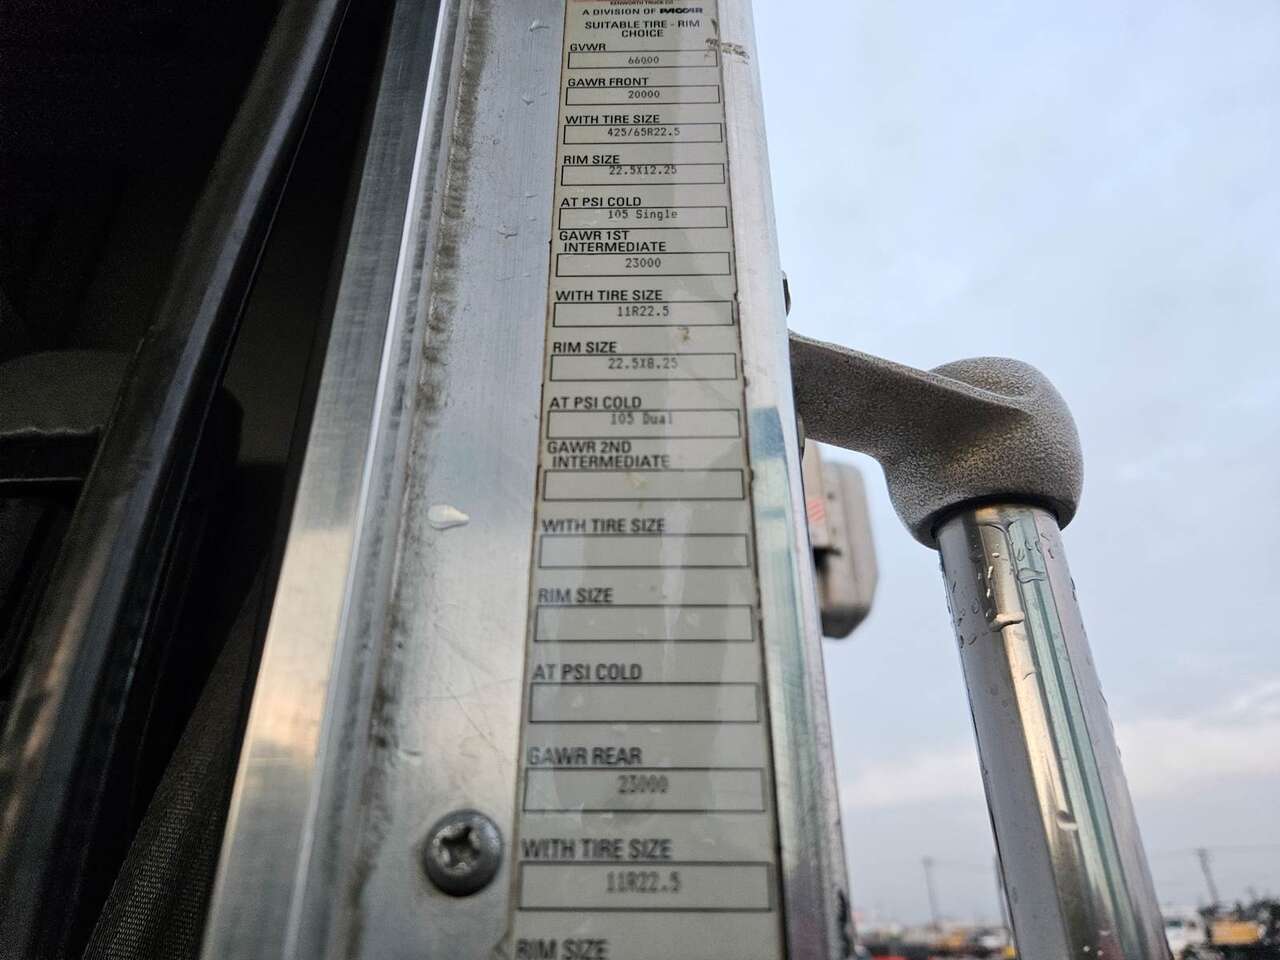 KENWORTH TRUCK CO
A DIVISION OF PACCAR
SUITABLE TIRE - RIM
CHOICE
GVWR
66000
GAWR FRONT
20000
WITH TIRE SIZE
425/65R22.5
RIM SIZE
22.5X12.25
AT PSI COLD
105 Single
GAWR 1ST
INTERMEDIATE
23000
WITH TIRE SIZE
11R22.5
RIM SIZE
22.5X8.25
AT PSI COLD
105 Dual
GAWR 2ND
INTERMEDIATE
WITH TIRE SIZE
RIM SIZE
AT PSI COLD
GAWR REAR
23000
WITH TIRE SIZE
11R22.5
RIM SIZE